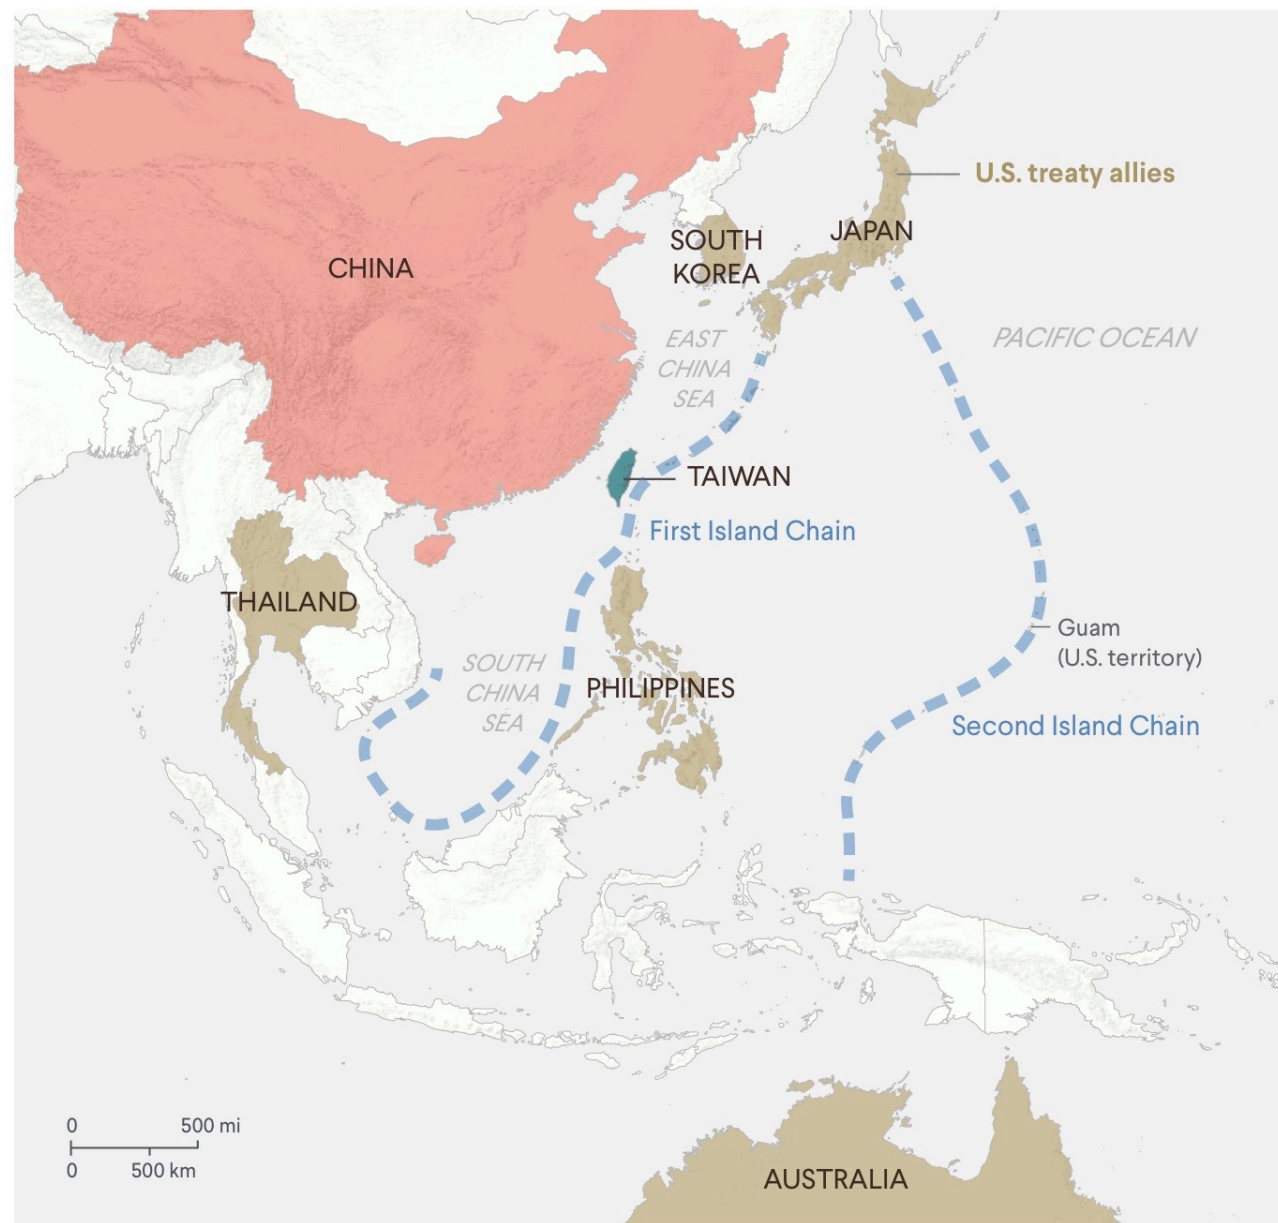 U.S. treaty allies
JAPAN
SOUTH
KOREA
CHINA
EAST
CHINA
SEA
PACIFIC OCEAN
TAIWAN
First Island Chain
THAILAND
Guam
(U.S. territory)
SOUTH
CHINA
SEA
PHILIPPINES
Second Island Chain
0 500 mi
0 500 km
AUSTRALIA